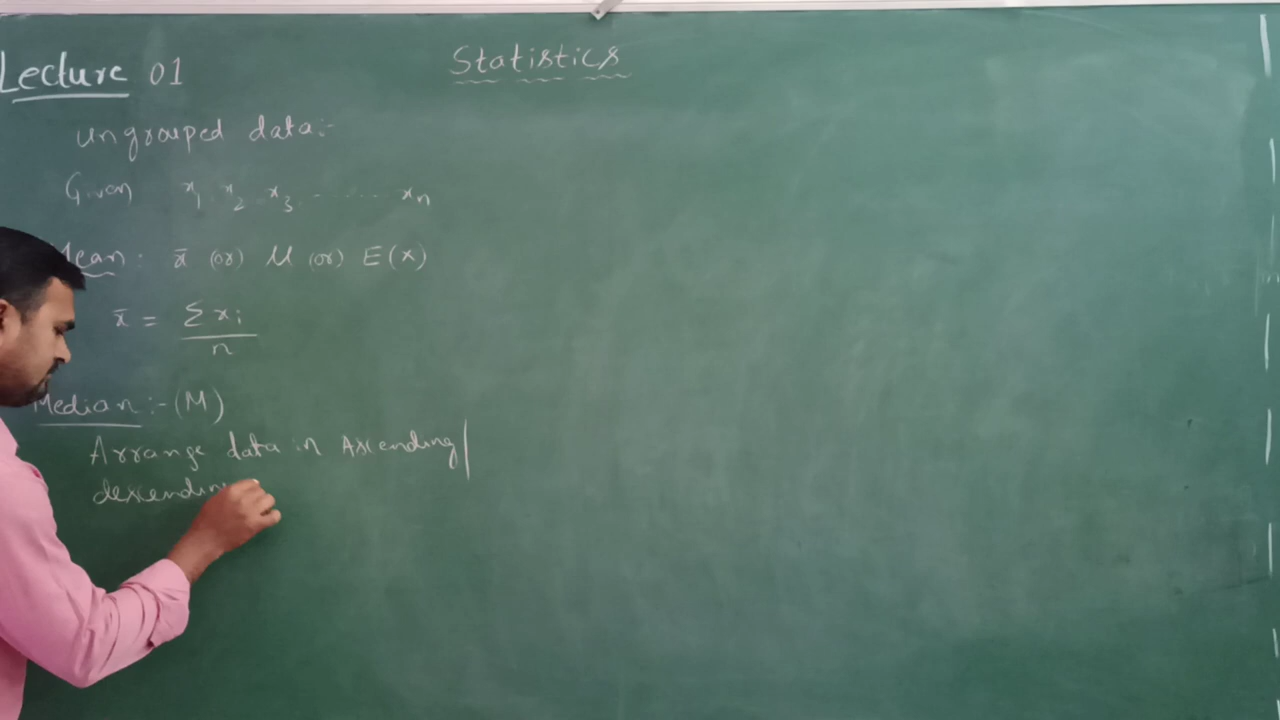 Lecture 01
Statistics
Ungrouped data:-
Given x₁, x₂, x₃ ........ xₙ
Mean: x̄ (or) μ (or) E(x)
x̄ = Σxᵢ / n
Median:- (M)
Arrange data in Ascending/
descending